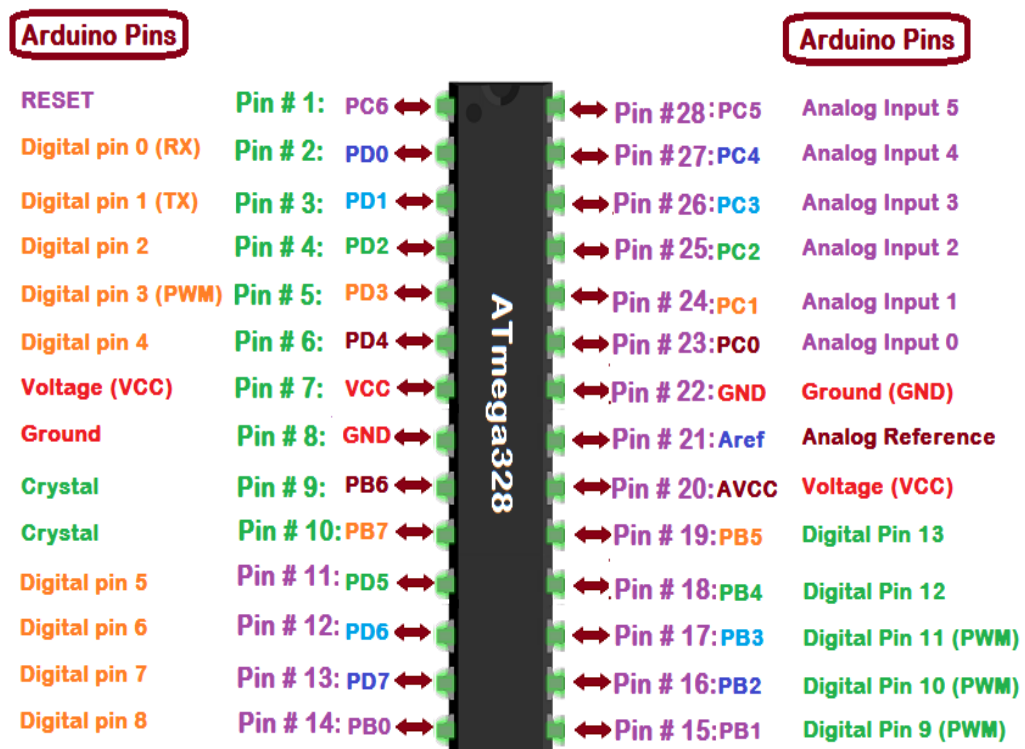 Arduino Pins Arduino Pins
RESET Pin # 1: PC6 Pin #28:PC5 Analog Input 5
Digital pin 0 (RX) Pin # 2: PD0 Pin #27:PC4 Analog Input 4
Digital pin 1 (TX) Pin # 3: PD1 Pin # 26:PC3 Analog Input 3
Digital pin 2 Pin # 4: PD2 Pin # 25:PC2 Analog Input 2
Digital pin 3 (PWM) Pin # 5: PD3 Pin # 24:PC1 Analog Input 1
Digital pin 4 Pin # 6: PD4 Pin # 23:PC0 Analog Input 0
Voltage (VCC) Pin # 7: VCC Pin # 22:GND Ground (GND)
Ground Pin # 8: GND Pin # 21:Aref Analog Reference
Crystal Pin # 9: PB6 Pin # 20:AVCC Voltage (VCC)
Crystal Pin # 10:PB7 Pin # 19:PB5 Digital Pin 13
Digital pin 5 Pin # 11: PD5 Pin # 18:PB4 Digital Pin 12
Digital pin 6 Pin # 12: PD6 Pin # 17:PB3 Digital Pin 11 (PWM)
Digital pin 7 Pin # 13: PD7 Pin # 16:PB2 Digital Pin 10 (PWM)
Digital pin 8 Pin # 14: PB0 Pin # 15:PB1 Digital Pin 9 (PWM)
ATmega328